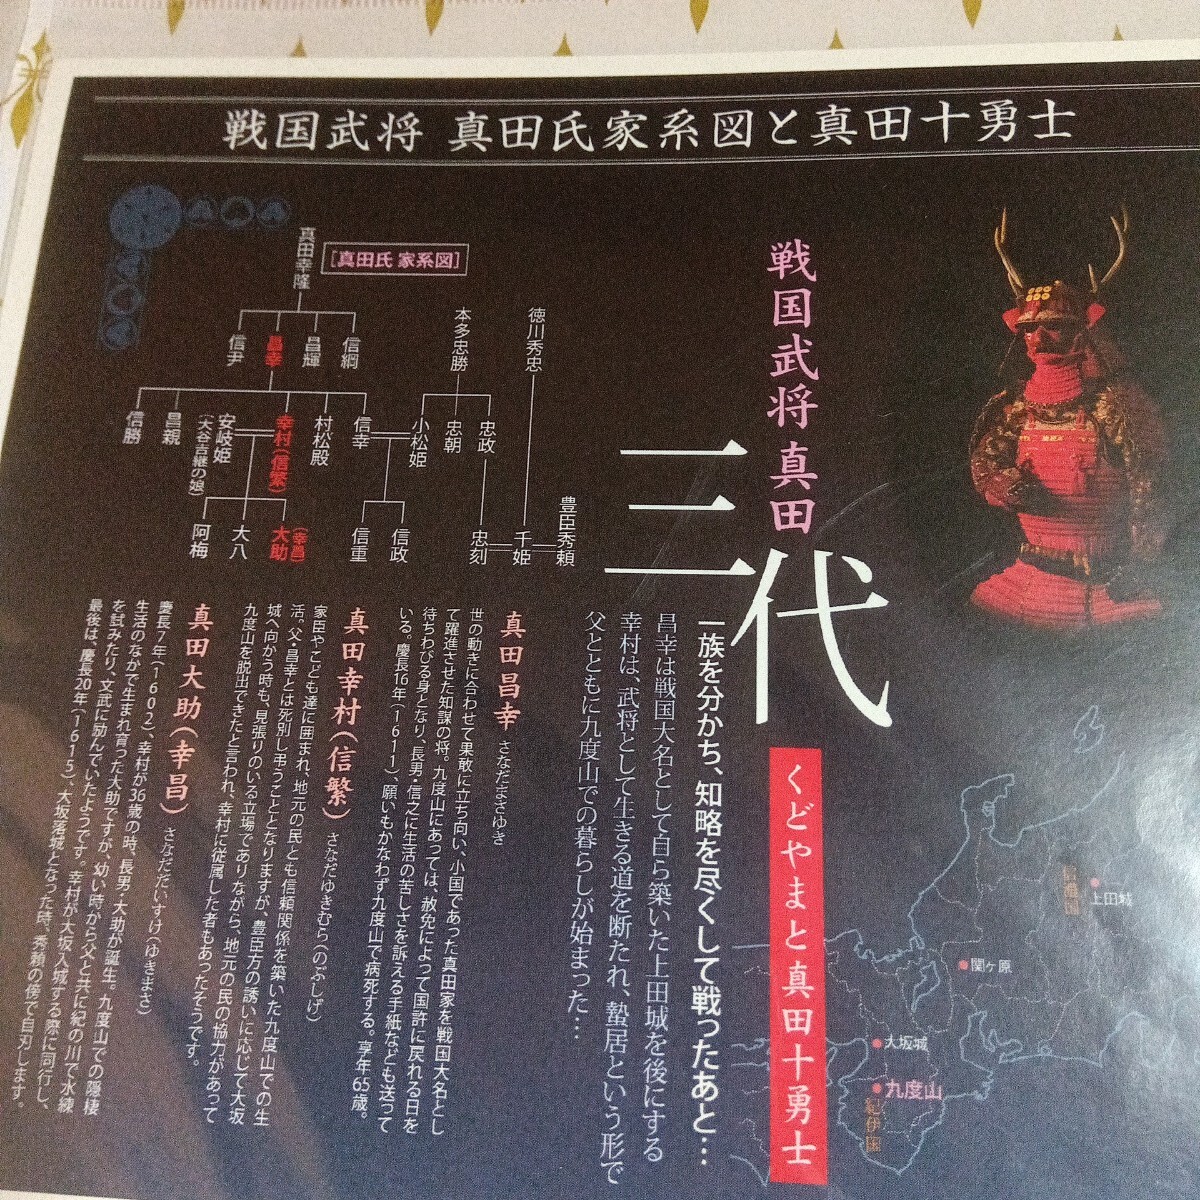 戦国武将 真田氏家系図と真田十勇士
戦国武将真田
三代
くどやまと真田十勇士
一族を分かち、知略を尽くして戦ったあと…
昌幸は戦国大名として自ら築いた上田城を後にする
幸村は、武将として生きる道を断たれ、蟄居という形で
父とともに九度山での暮らしが始まった…
[真田氏 家系図]
真田幸隆
信綱
昌輝
昌幸
信尹
徳川秀忠
本多忠勝
忠政
忠朝
小松姫
信幸
村松殿
幸村(信繁)
安岐姫
(大谷吉継の娘)
昌親
信勝
豊臣秀頼
千姫
忠刻
信政
信重
大助
(幸昌)
大八
阿梅
真田昌幸 さなだまさゆき
世の動きに合わせて果敢に立ち向い、小国であった真田家を戦国大名とし
て躍進させた知謀の将。九度山にあっては、赦免によって国許に戻れる日を
待ちわびる身となり、長男・信之に生活の苦しさを訴える手紙なども送って
いる。慶長16年(1611)、願いもかなわず九度山で病死する。享年65歳。
真田幸村(信繁) さなだゆきむら(のぶしげ)
家臣やこども達に囲まれ、地元の民とも信頼関係を築いた九度山での生
活。父・昌幸とは死別し弔うこととなりますが、豊臣方の誘いに応じて大坂
城へ向かう時も、見張りのいる立場でありながら、地元の民の協力があって
九度山を脱出できたと言われ、幸村に従属した者もあったそうです。
真田大助(幸昌) さなだだいすけ(ゆきまさ)
慶長7年(1602)、幸村が36歳の時、長男・大助が誕生。九度山での隠棲
生活のなかで生まれ育った大助ですが、幼い時から父と共に紀の川で水練
を試みたり、文武に励んでいたようです。幸村が大坂入城する際に同行し、
最後は、慶長20年(1615)、大坂落城となった時、秀頼の傍で自刃します。
信濃国
上田城
関ヶ原
大坂城
九度山
紀伊国